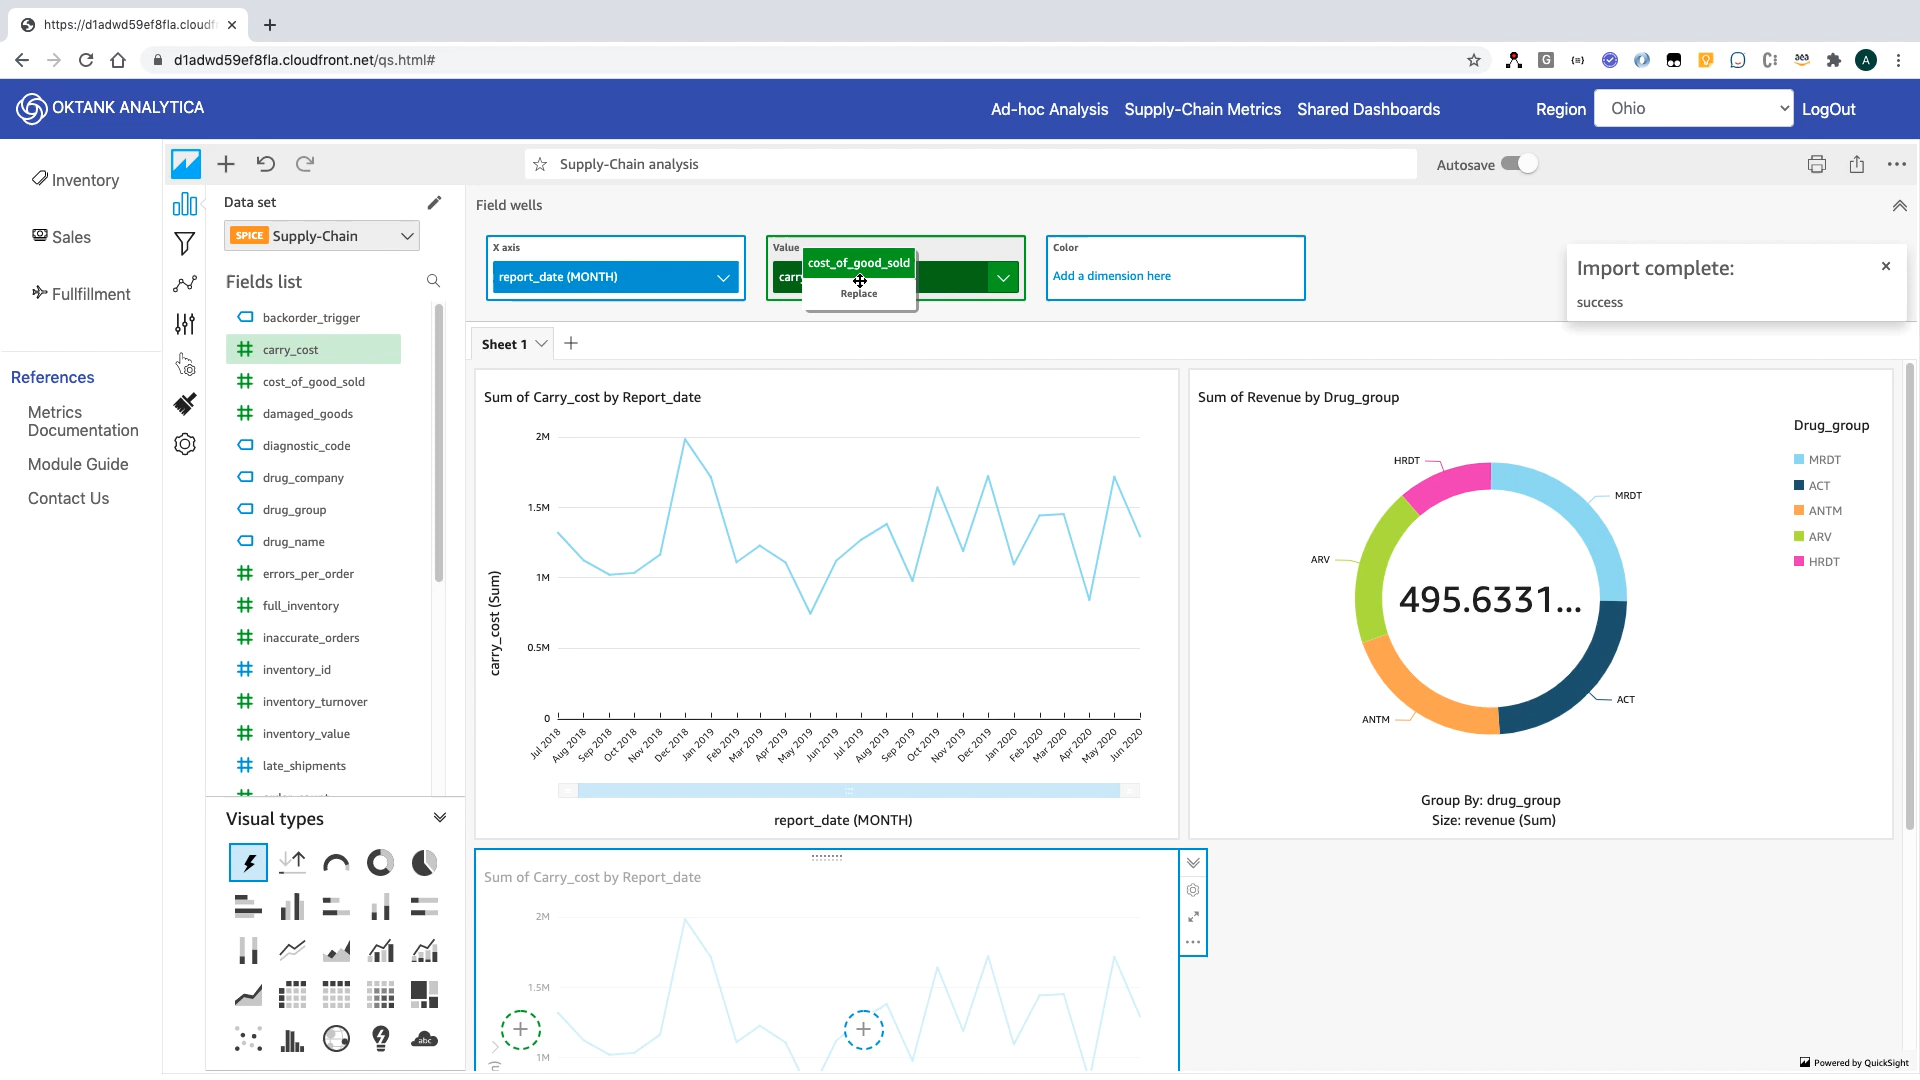 https://d1adwd59ef8fla.cloudf
d1adwd59ef8fla.cloudfront.net/qs.html#
OKTANK ANALYTICA
Ad-hoc Analysis Supply-Chain Metrics Shared Dashboards
Region Ohio LogOut
Inventory
Sales
Fullfillment
References
Metrics
Documentation
Module Guide
Contact Us
Supply-Chain analysis
Autosave
Data set
SPICE Supply-Chain
Fields list
backorder_trigger
carry_cost
cost_of_good_sold
damaged_goods
diagnostic_code
drug_company
drug_group
drug_name
errors_per_order
full_inventory
inaccurate_orders
inventory_id
inventory_turnover
inventory_value
late_shipments
Visual types
abc
Field wells
X axis
report_date (MONTH)
Value
carry
cost_of_good_sold
Replace
Color
Add a dimension here
Import complete:
success
Sheet 1
Sum of Carry_cost by Report_date
2M
1.5M
1M
0.5M
0
carry_cost (Sum)
Jul 2018
Aug 2018
Sep 2018
Oct 2018
Nov 2018
Dec 2018
Jan 2019
Feb 2019
Mar 2019
Apr 2019
May 2019
Jun 2019
Jul 2019
Aug 2019
Sep 2019
Oct 2019
Nov 2019
Dec 2019
Jan 2020
Feb 2020
Mar 2020
Apr 2020
May 2020
Jun 2020
report_date (MONTH)
Sum of Revenue by Drug_group
HRDT
MRDT
ARV
ACT
ANTM
495.6331...
Group By: drug_group
Size: revenue (Sum)
Drug_group
MRDT
ACT
ANTM
ARV
HRDT
Sum of Carry_cost by Report_date
2M
1.5M
1M
Powered by QuickSight